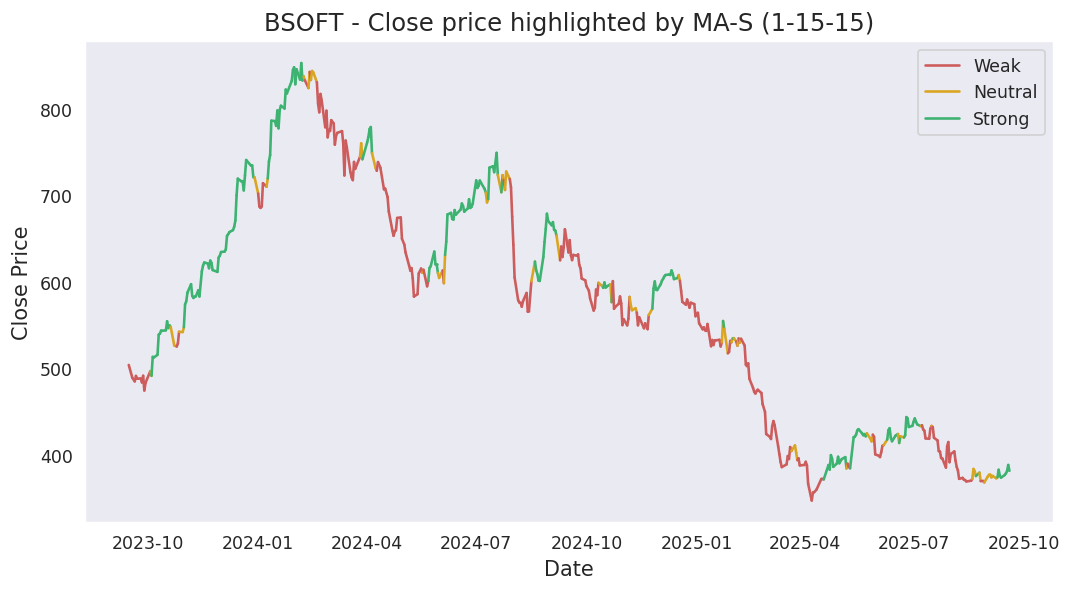 BSOFT - Close price highlighted by MA-S (1-15-15)
Weak
Neutral
Strong
Close Price
800
700
600
500
400
2023-10
2024-01
2024-04
2024-07
2024-10
2025-01
2025-04
2025-07
2025-10
Date